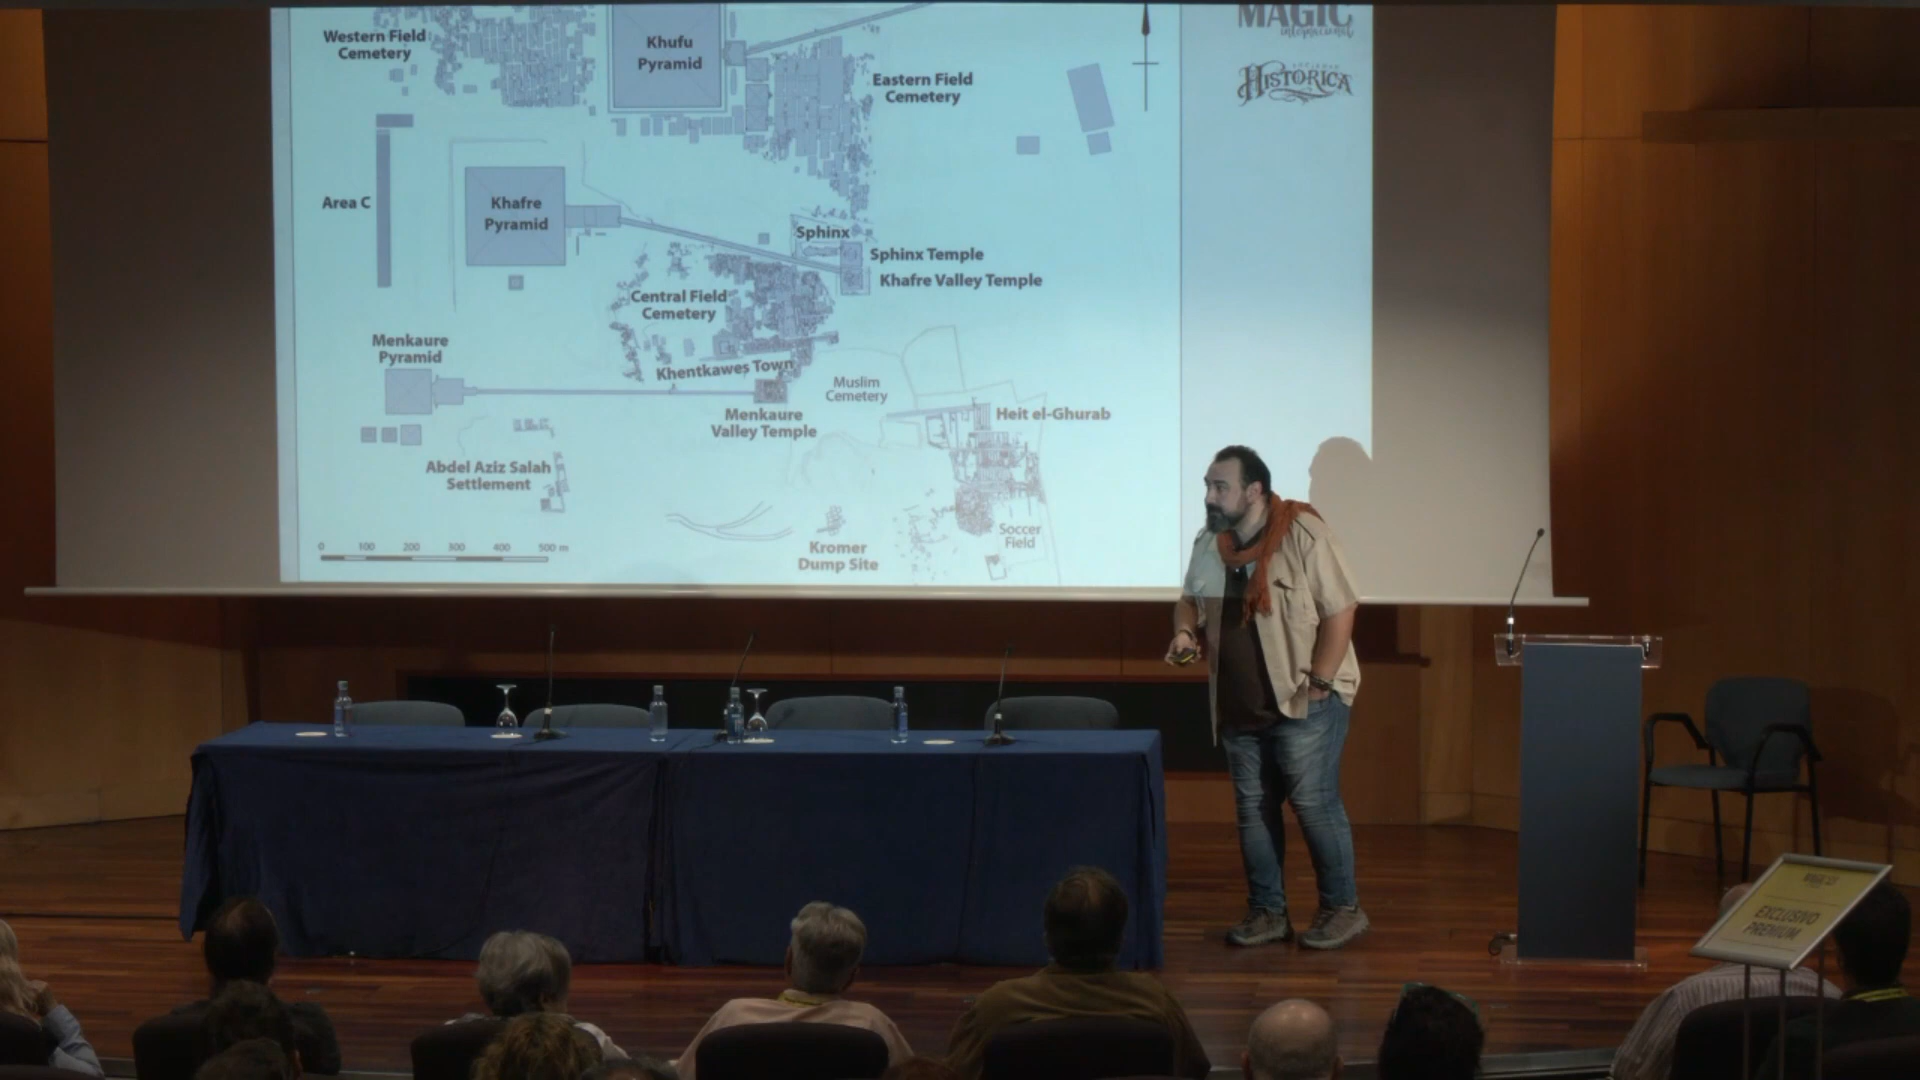 MAGIC
internacional
Western Field
Cemetery
Khufu
Pyramid
Eastern Field
Cemetery
HISTORICA
Area C
Khafre
Pyramid
Sphinx
Sphinx Temple
Khafre Valley Temple
Central Field
Cemetery
Menkaure
Pyramid
Khentkawes Town
Muslim
Cemetery
Menkaure
Valley Temple
Heit el-Ghurab
Abdel Aziz Salah
Settlement
Soccer
Field
0 100 200 300 400 500 m
Kromer
Dump Site
EXCLUSIVO
PREMIUM